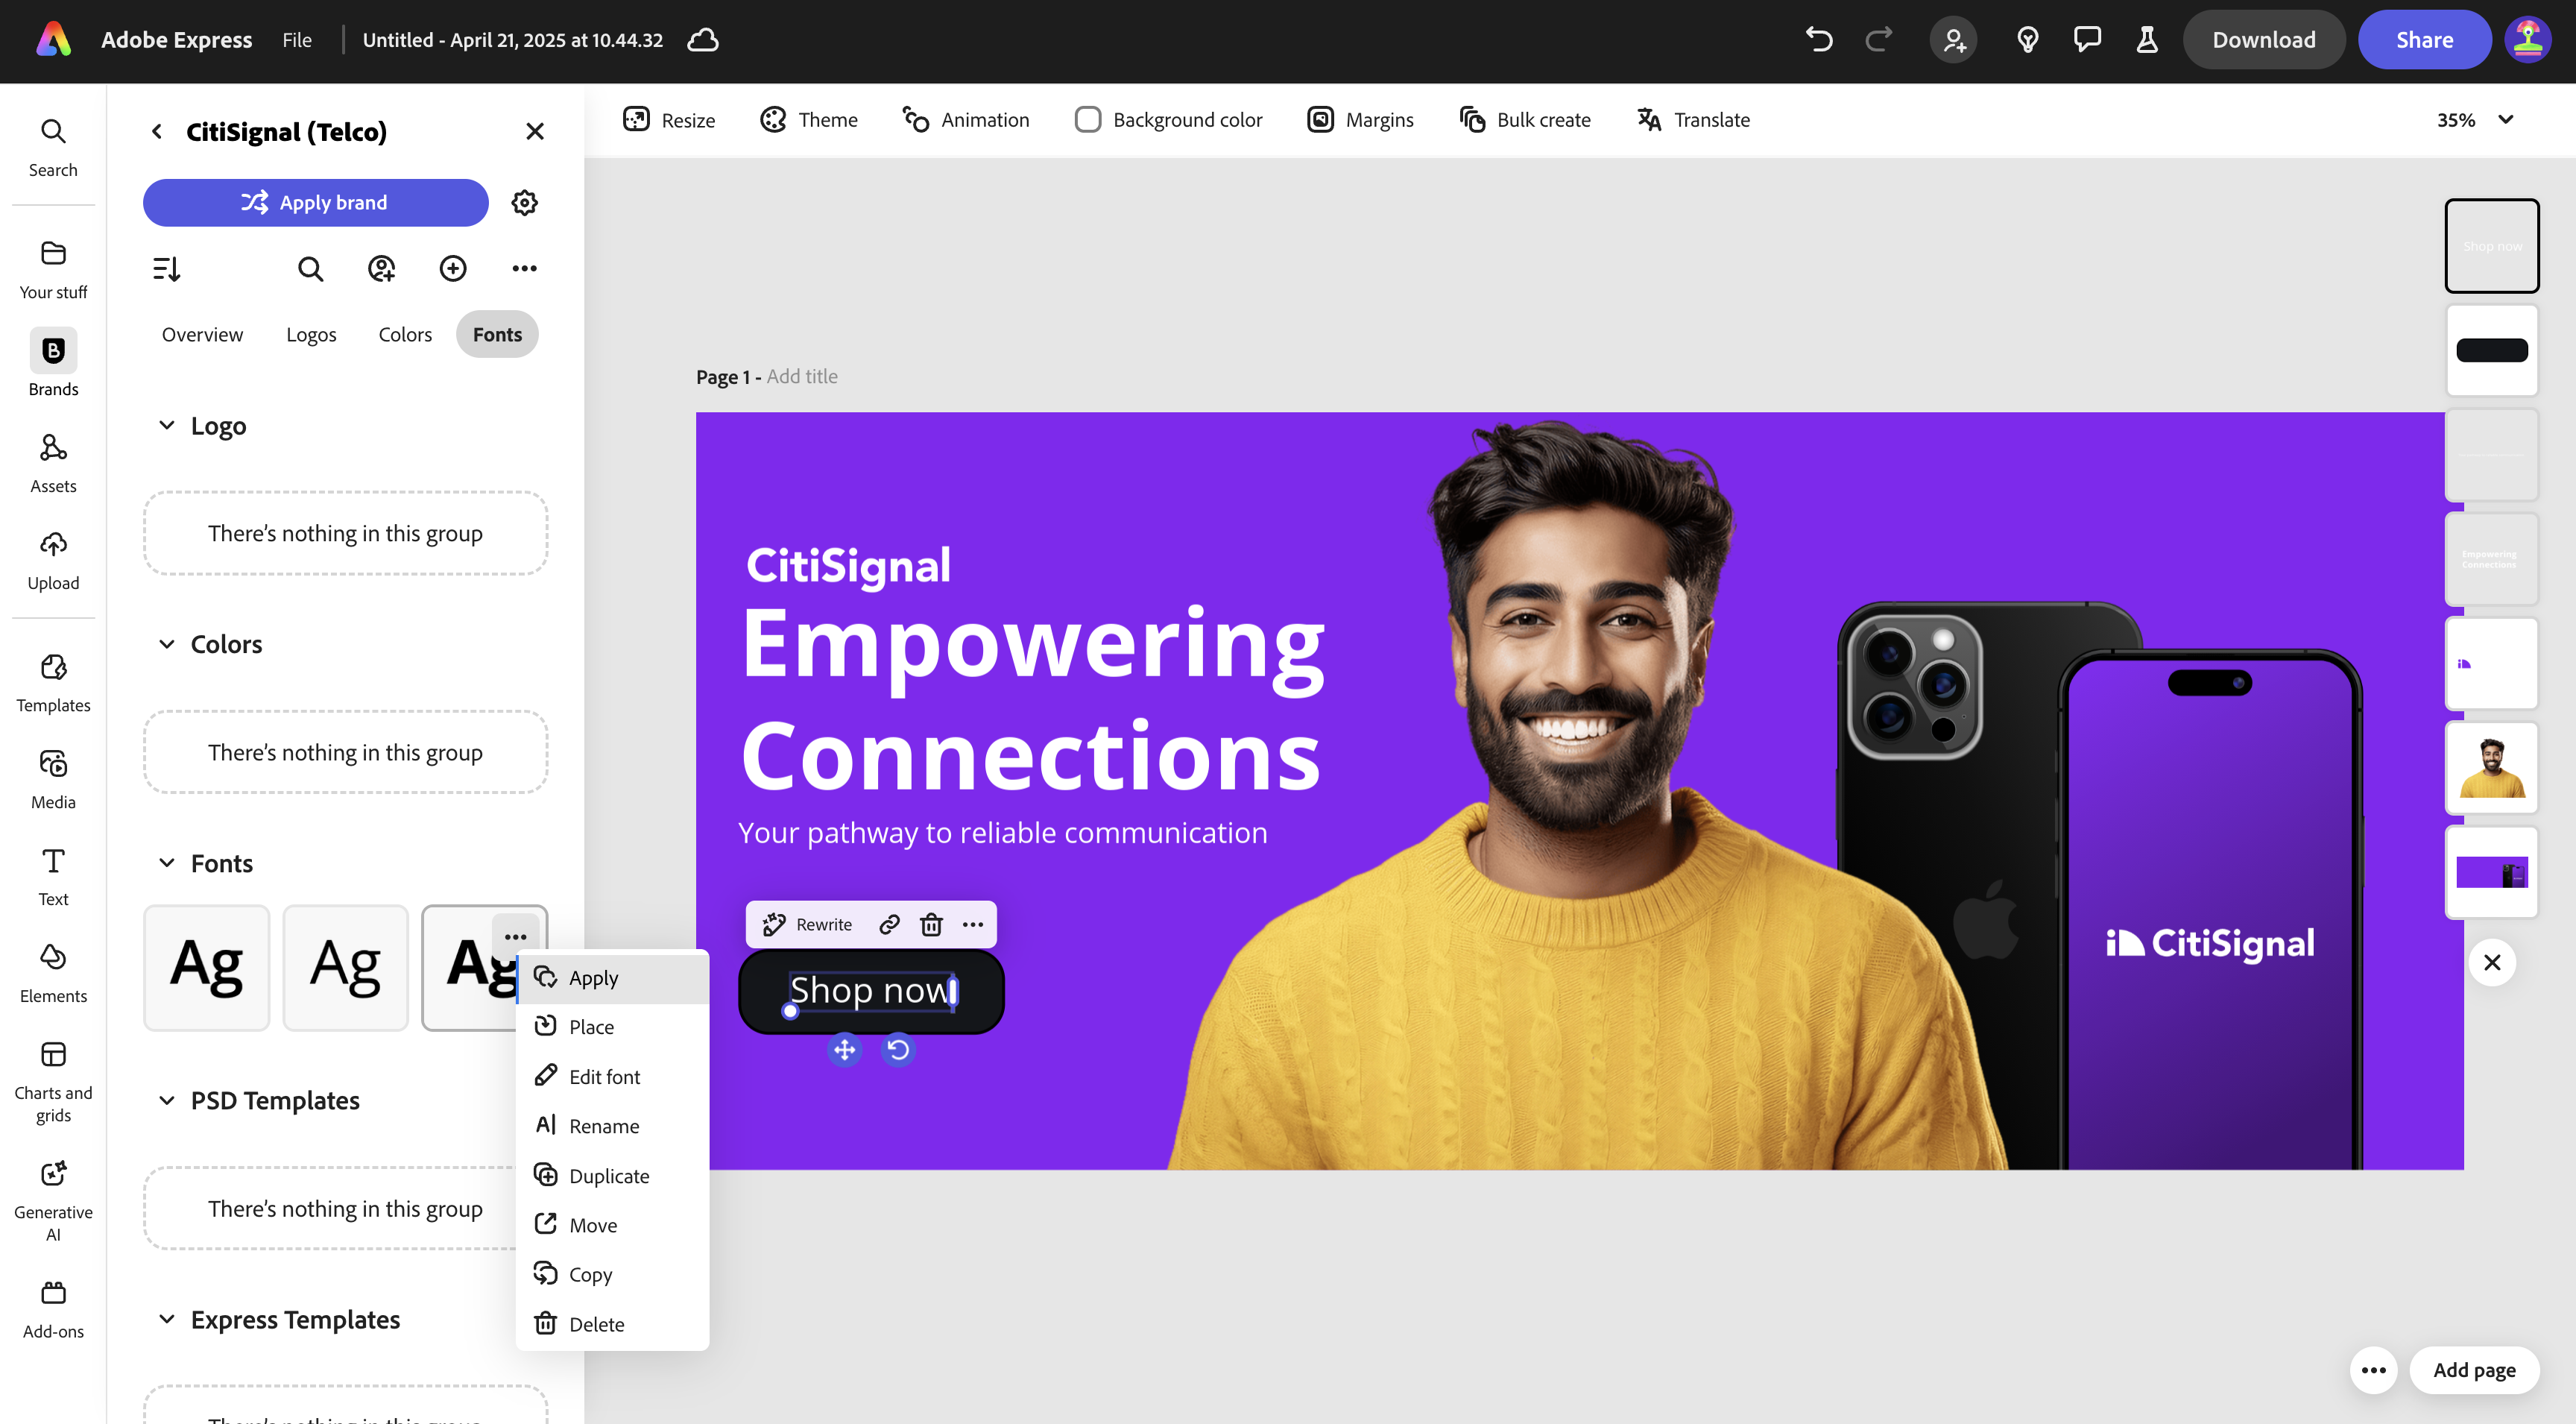 Adobe Express
File
Untitled - April 21, 2025 at 10.44.32
Download
Share
Search
Your stuff
Brands
Assets
Upload
Templates
Media
Text
Elements
Charts and
grids
Generative
AI
Add-ons
CitiSignal (Telco)
Apply brand
Overview
Logos
Colors
Fonts
Logo
There's nothing in this group
Colors
There's nothing in this group
Fonts
Ag
Ag
Ag
PSD Templates
There's nothing in this group
Express Templates
Apply
Place
Edit font
Rename
Duplicate
Move
Copy
Delete
Resize
Theme
Animation
Background color
Margins
Bulk create
Translate
35%
Page 1 - Add title
CitiSignal
Empowering
Connections
Your pathway to reliable communication
Rewrite
Shop now
CitiSignal
Shop now
Empowering
Connections
Add page